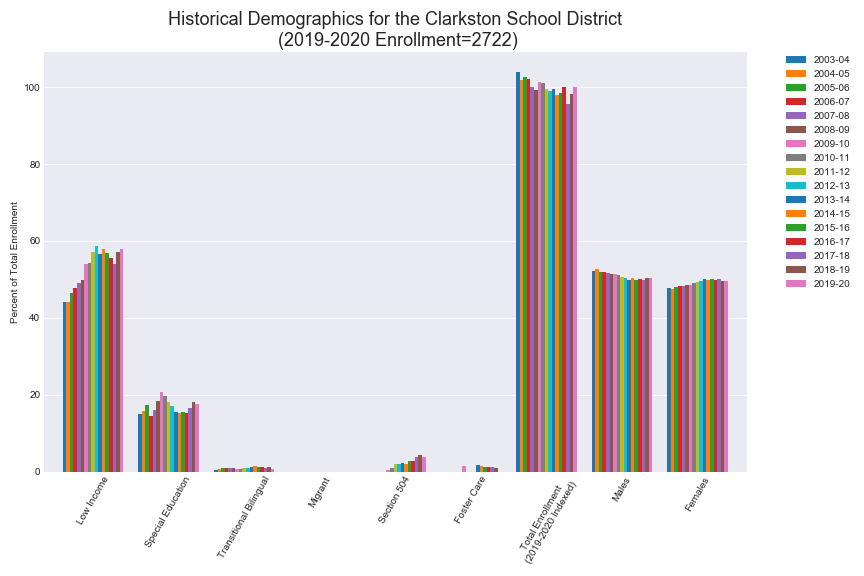 Historical Demographics for the Clarkston School District
(2019-2020 Enrollment=2722)
Percent of Total Enrollment
100
80
60
40
20
0
Low Income
Special Education
Transitional Bilingual
Migrant
Section 504
Foster Care
Total Enrollment
(2019-2020 Indexed)
Males
Females
2003-04
2004-05
2005-06
2006-07
2007-08
2008-09
2009-10
2010-11
2011-12
2012-13
2013-14
2014-15
2015-16
2016-17
2017-18
2018-19
2019-20